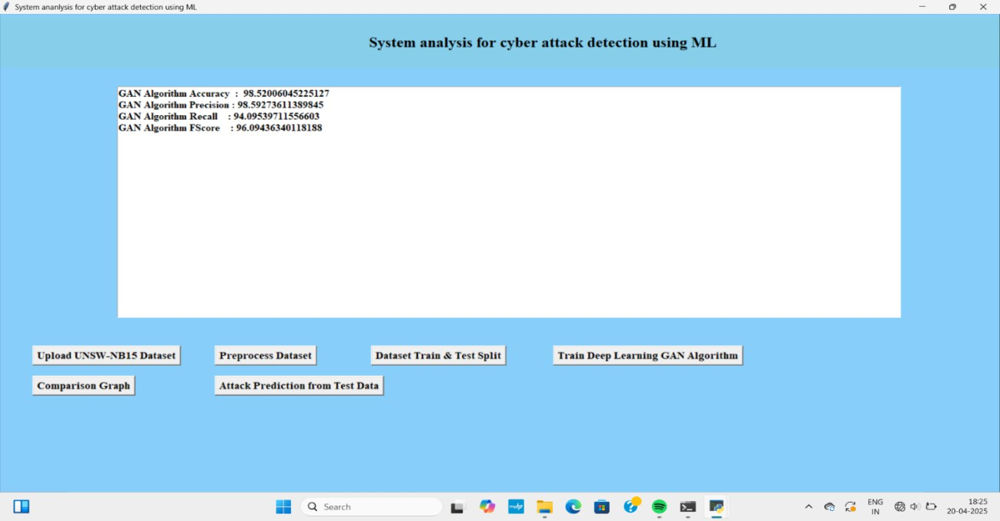 System ananlysis for cyber attack detection using ML
System analysis for cyber attack detection using ML
GAN Algorithm Accuracy : 98.52006045225127
GAN Algorithm Precision : 98.59273611389845
GAN Algorithm Recall : 94.09539711556603
GAN Algorithm FScore : 96.09436340118188
Upload UNSW-NB15 Dataset
Preprocess Dataset
Dataset Train & Test Split
Train Deep Learning GAN Algorithm
Comparison Graph
Attack Prediction from Test Data
Search
myhp
ENG
IN
18:25
20-04-2025